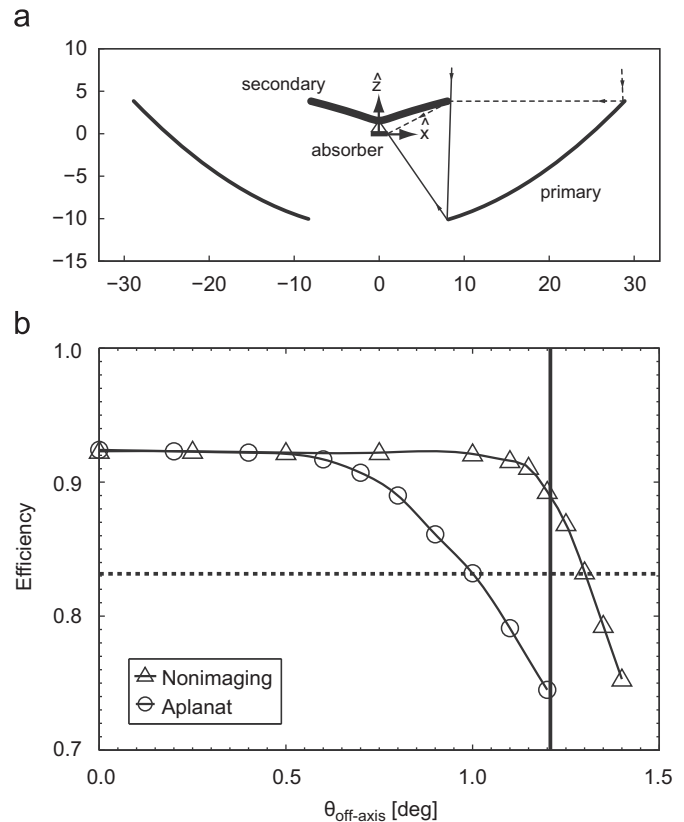 a
10
5
0
−5
−10
−15
−30
−20
−10
0
10
20
30
secondary
ẑ
absorber
x̂
primary
b
1.0
0.9
0.8
0.7
Efficiency
Nonimaging
Aplanat
0.0
0.5
1.0
1.5
θoff-axis [deg]